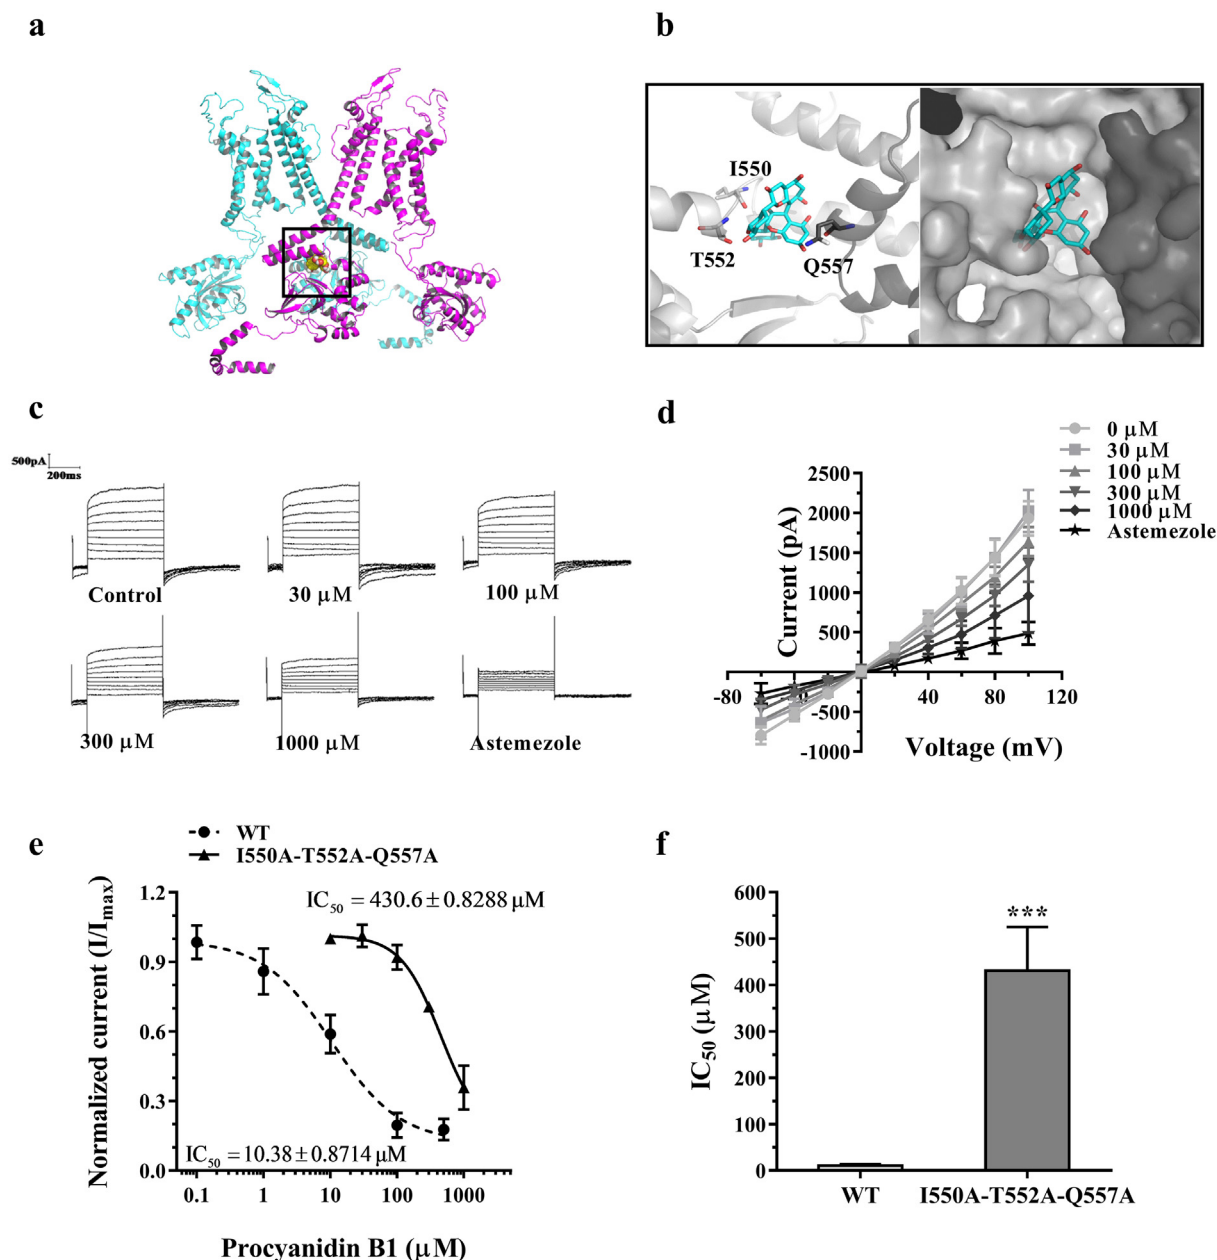 a
b
I550
T552
Q557
c
500pA
200ms
Control
30 μM
100 μM
300 μM
1000 μM
Astemezole
d
0 μM
30 μM
100 μM
300 μM
1000 μM
Astemezole
2500
2000
1500
1000
500
-500
-1000
-80
40
80
120
Current (pA)
Voltage (mV)
e
WT
I550A-T552A-Q557A
IC50 = 430.6 ± 0.8288 μM
IC50 = 10.38 ± 0.8714 μM
1.2
0.9
0.6
0.3
0.0
0.1
1
10
100
1000
Normalized current (I/Imax)
Procyanidin B1 (μM)
f
***
600
500
400
300
200
100
0
IC50 (μM)
WT
I550A-T552A-Q557A